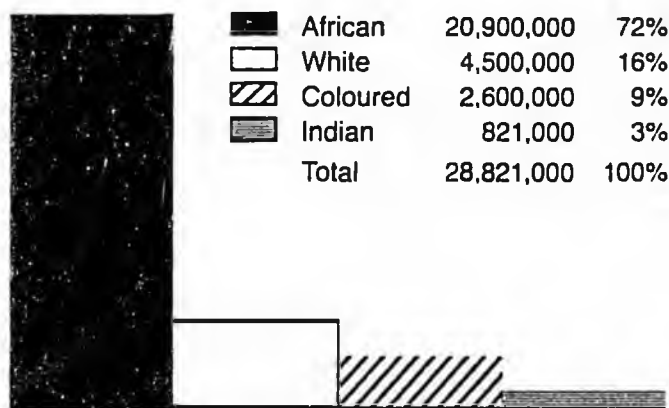 African 20,900,000 72%
White 4,500,000 16%
Coloured 2,600,000 9%
Indian 821,000 3%
Total 28,821,000 100%